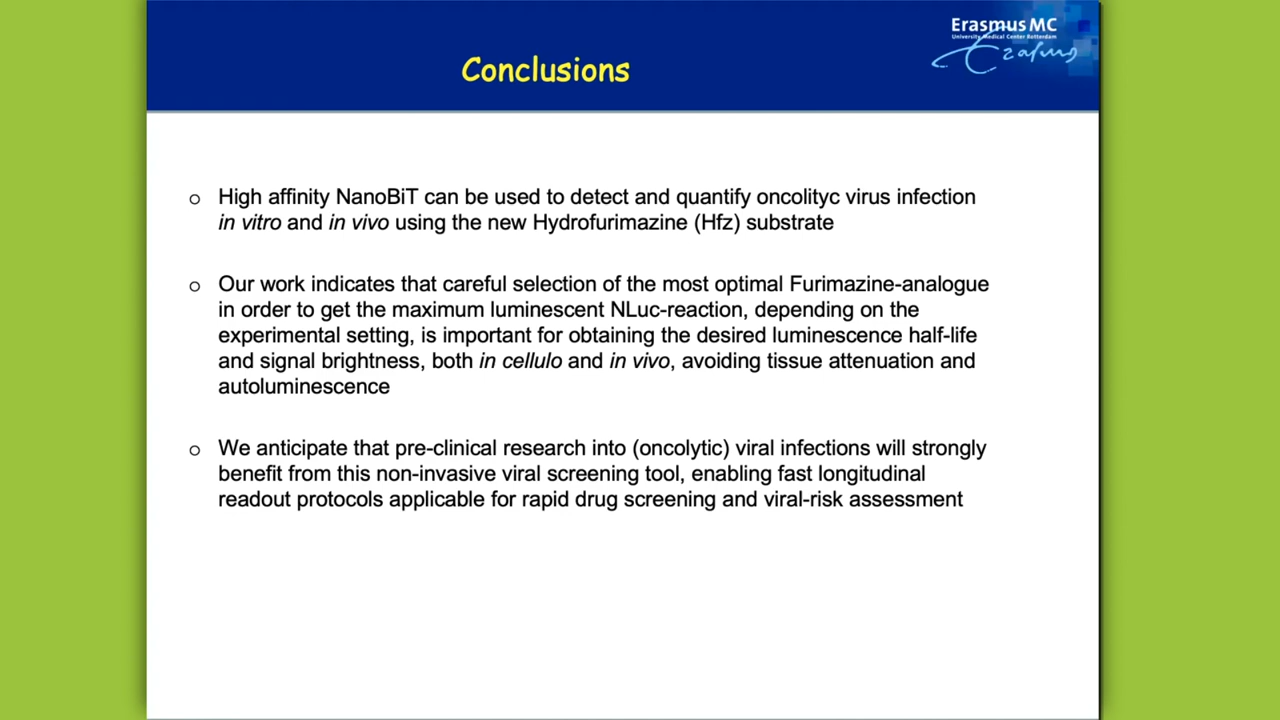 Erasmus MC
University Medical Center Rotterdam
Erasmus
Conclusions
o High affinity NanoBiT can be used to detect and quantify oncolityc virus infection
in vitro and in vivo using the new Hydrofurimazine (Hfz) substrate
o Our work indicates that careful selection of the most optimal Furimazine-analogue
in order to get the maximum luminescent NLuc-reaction, depending on the
experimental setting, is important for obtaining the desired luminescence half-life
and signal brightness, both in cellulo and in vivo, avoiding tissue attenuation and
autoluminescence
o We anticipate that pre-clinical research into (oncolytic) viral infections will strongly
benefit from this non-invasive viral screening tool, enabling fast longitudinal
readout protocols applicable for rapid drug screening and viral-risk assessment